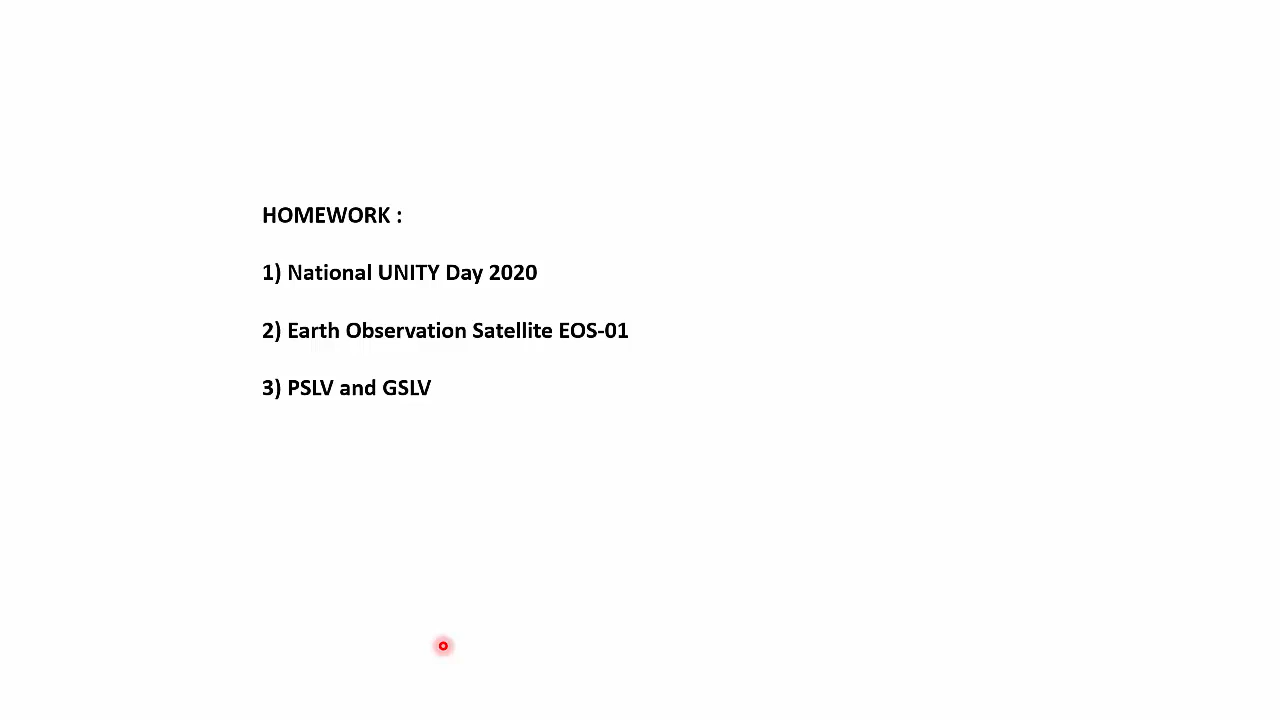 HOMEWORK :
1) National UNITY Day 2020
2) Earth Observation Satellite EOS-01
3) PSLV and GSLV